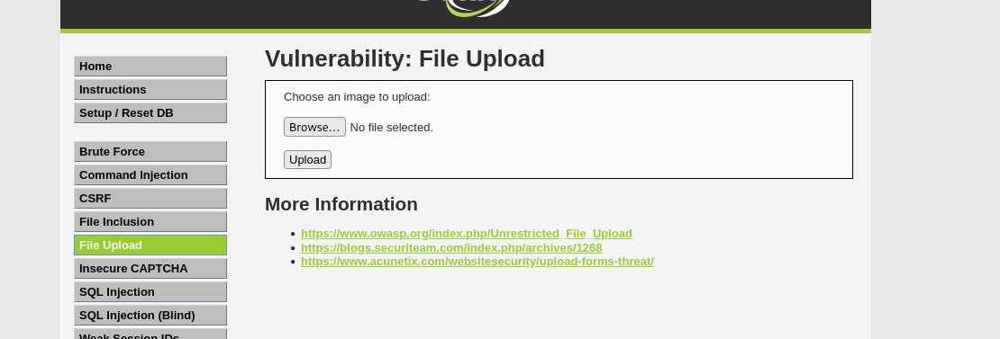 Home
Instructions
Setup / Reset DB
Brute Force
Command Injection
CSRF
File Inclusion
File Upload
Insecure CAPTCHA
SQL Injection
SQL Injection (Blind)
Weak Session IDs
Vulnerability: File Upload
Choose an image to upload:
Browse... No file selected.
Upload
More Information
https://www.owasp.org/index.php/Unrestricted_File_Upload
https://blogs.securiteam.com/index.php/archives/1268
https://www.acunetix.com/websitesecurity/upload-forms-threat/